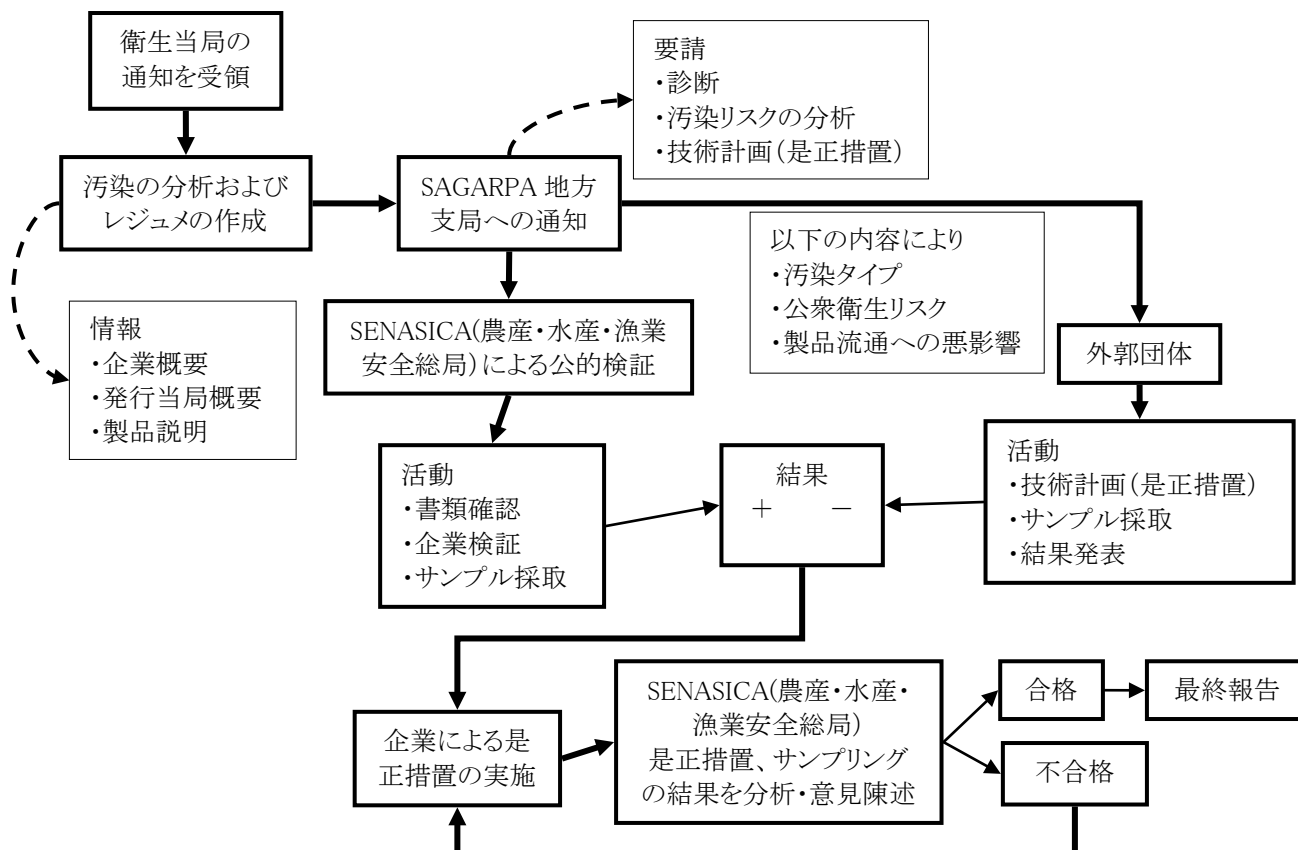 衛生当局の
通知を受領
要請
・診断
・汚染リスクの分析
・技術計画(是正措置)
汚染の分析および
レジュメの作成
SAGARPA 地方
支局への通知
以下の内容により
・汚染タイプ
・公衆衛生リスク
・製品流通への悪影響
情報
・企業概要
・発行当局概要
・製品説明
SENASICA(農産・水産・漁業
安全総局)による公的検証
外郭団体
活動
・書類確認
・企業検証
・サンプル採取
結果
＋ －
活動
・技術計画(是正措置)
・サンプル採取
・結果発表
企業による是
正措置の実施
SENASICA(農産・水産・
漁業安全総局)
是正措置、サンプリング
の結果を分析・意見陳述
合格
最終報告
不合格